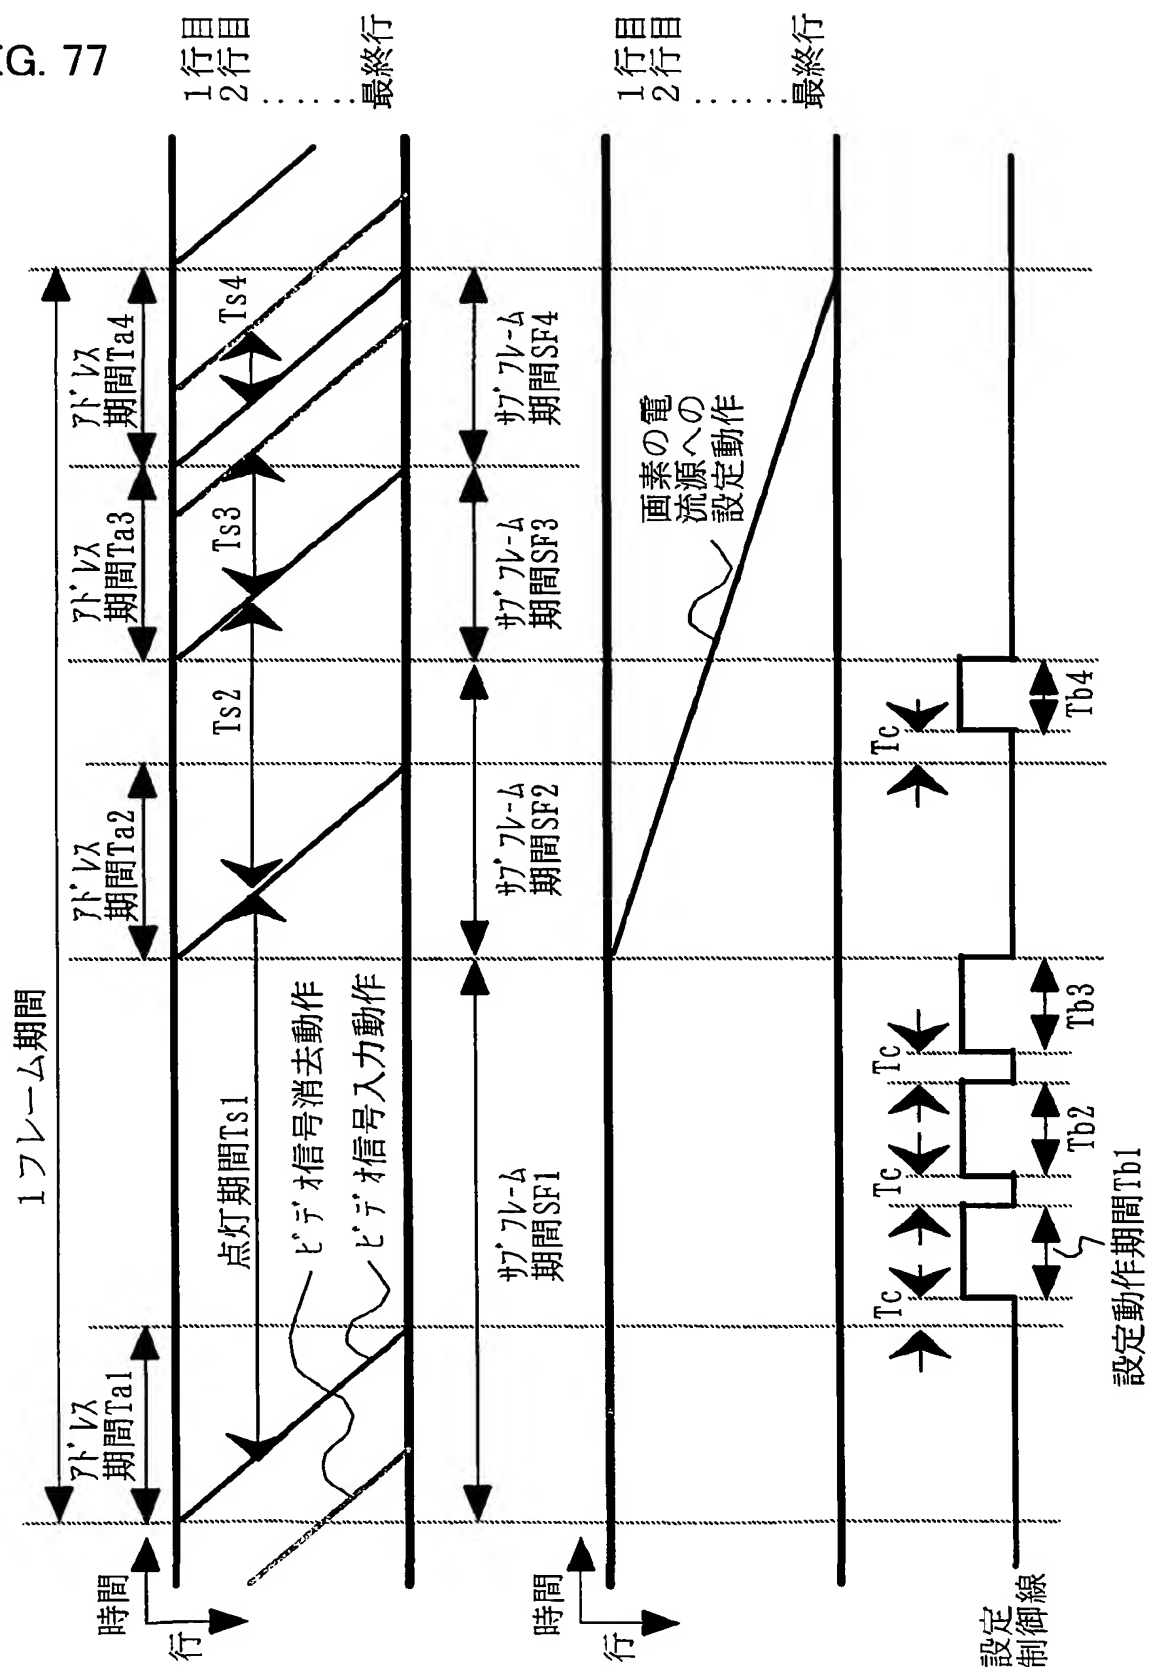 IG. 77
1フレーム期間
アドレス
期間Ta1
アドレス
期間Ta2
アドレス
期間Ta3
アドレス
期間Ta4
時間
行
1行目
2行目
......
最終行
点灯期間Ts1
Ts2
Ts3
Ts4
ビデオ信号消去動作
ビデオ信号入力動作
サブフレーム
期間SF1
サブフレーム
期間SF2
サブフレーム
期間SF3
サブフレーム
期間SF4
時間
行
1行目
2行目
......
最終行
画素の電
流源への
設定動作
設定
制御線
Tc
Tc
Tc
Tc
設定動作期間Tb1
Tb2
Tb3
Tb4